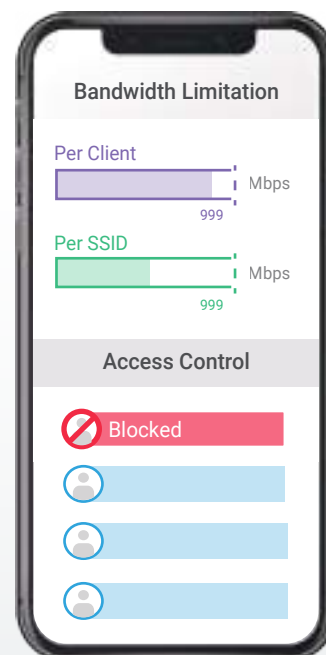 Bandwidth Limitation
Per Client
Mbps
999
Per SSID
Mbps
999
Access Control
Blocked